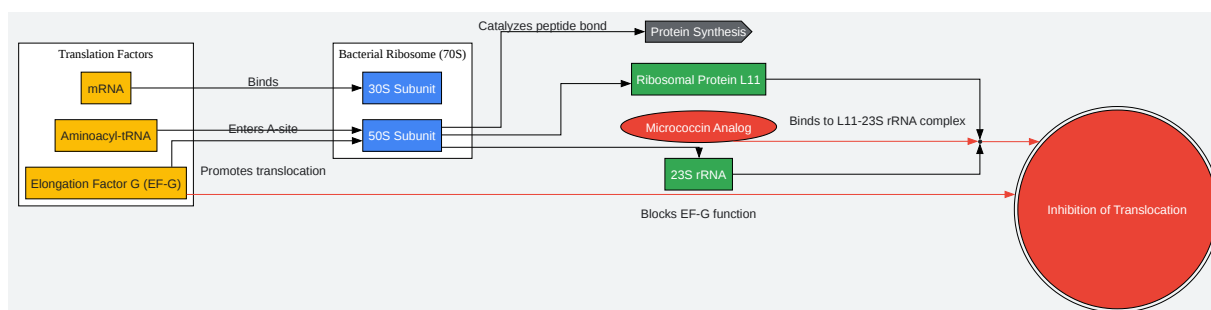 Catalyzes peptide bond
Protein Synthesis
Translation Factors
Bacterial Ribosome (70S)
mRNA
Binds
30S Subunit
Ribosomal Protein L11
Aminoacyl-tRNA
Enters A-site
50S Subunit
Micrococcin Analog
Binds to L11-23S rRNA complex
Elongation Factor G (EF-G)
Promotes translocation
23S rRNA
Blocks EF-G function
Inhibition of Translocation